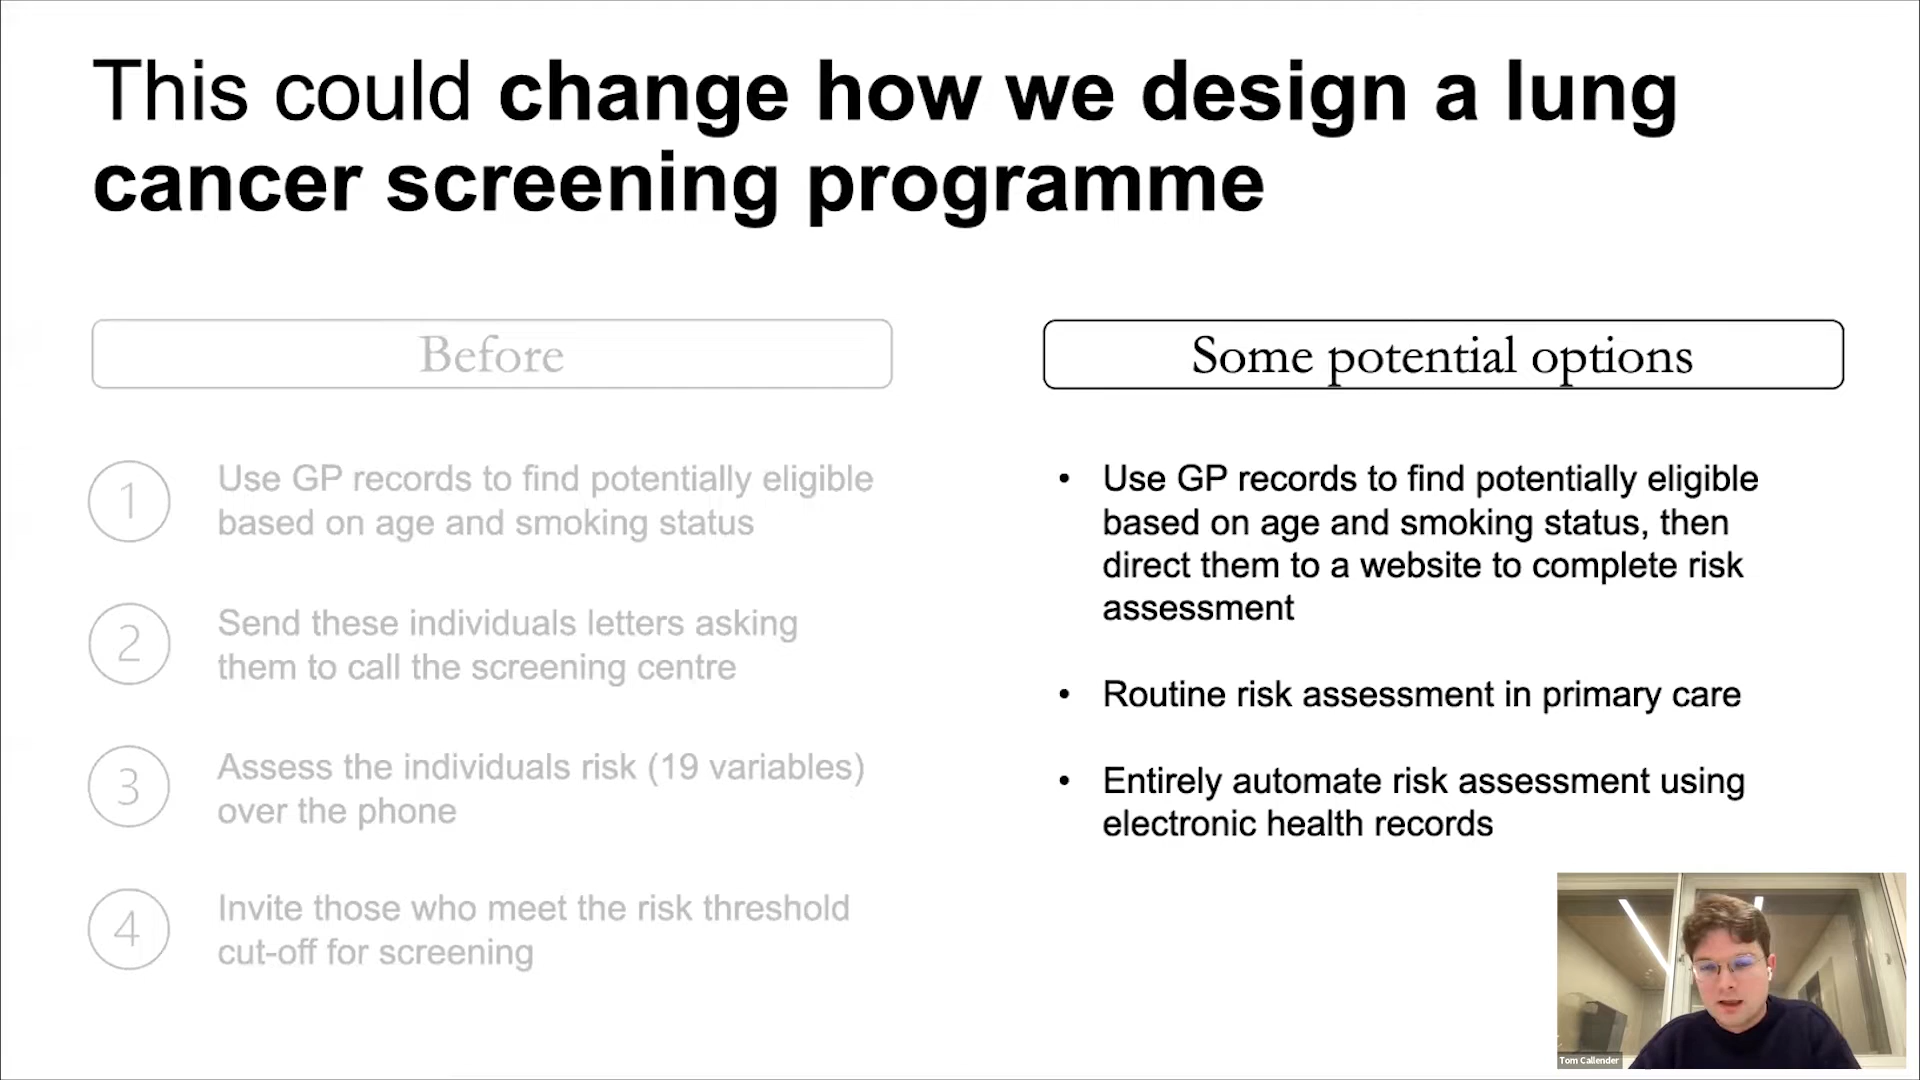 This could change how we design a lung
cancer screening programme
Before
1
Use GP records to find potentially eligible
based on age and smoking status
2
Send these individuals letters asking
them to call the screening centre
3
Assess the individuals risk (19 variables)
over the phone
4
Invite those who meet the risk threshold
cut-off for screening
Some potential options
• Use GP records to find potentially eligible
based on age and smoking status, then
direct them to a website to complete risk
assessment
• Routine risk assessment in primary care
• Entirely automate risk assessment using
electronic health records
Tom Callender